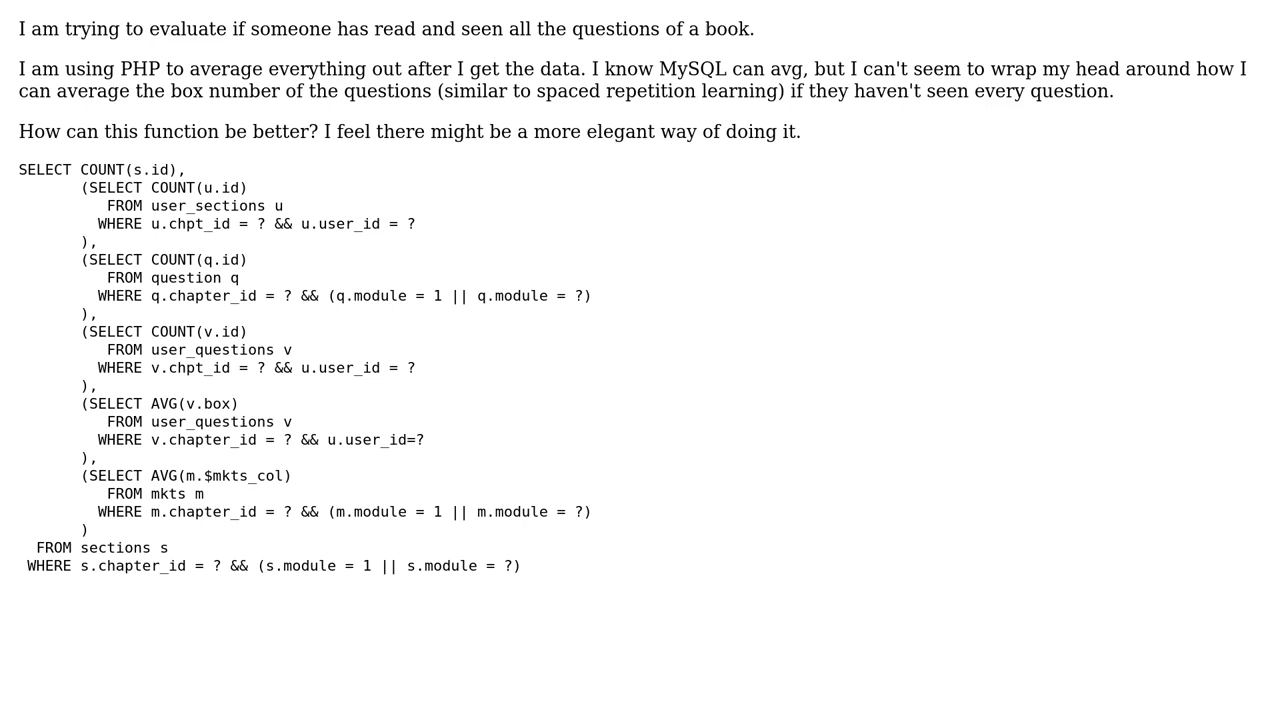 I am trying to evaluate if someone has read and seen all the questions of a book.
I am using PHP to average everything out after I get the data. I know MySQL can avg, but I can't seem to wrap my head around how I
can average the box number of the questions (similar to spaced repetition learning) if they haven't seen every question.
How can this function be better? I feel there might be a more elegant way of doing it.
SELECT COUNT(s.id),
       (SELECT COUNT(u.id)
          FROM user_sections u
         WHERE u.chpt_id = ? && u.user_id = ?
       ),
       (SELECT COUNT(q.id)
          FROM question q
         WHERE q.chapter_id = ? && (q.module = 1 || q.module = ?)
       ),
       (SELECT COUNT(v.id)
          FROM user_questions v
         WHERE v.chpt_id = ? && u.user_id = ?
       ),
       (SELECT AVG(v.box)
          FROM user_questions v
         WHERE v.chapter_id = ? && u.user_id=?
       ),
       (SELECT AVG(m.$mkts_col)
          FROM mkts m
         WHERE m.chapter_id = ? && (m.module = 1 || m.module = ?)
       )
  FROM sections s
 WHERE s.chapter_id = ? && (s.module = 1 || s.module = ?)